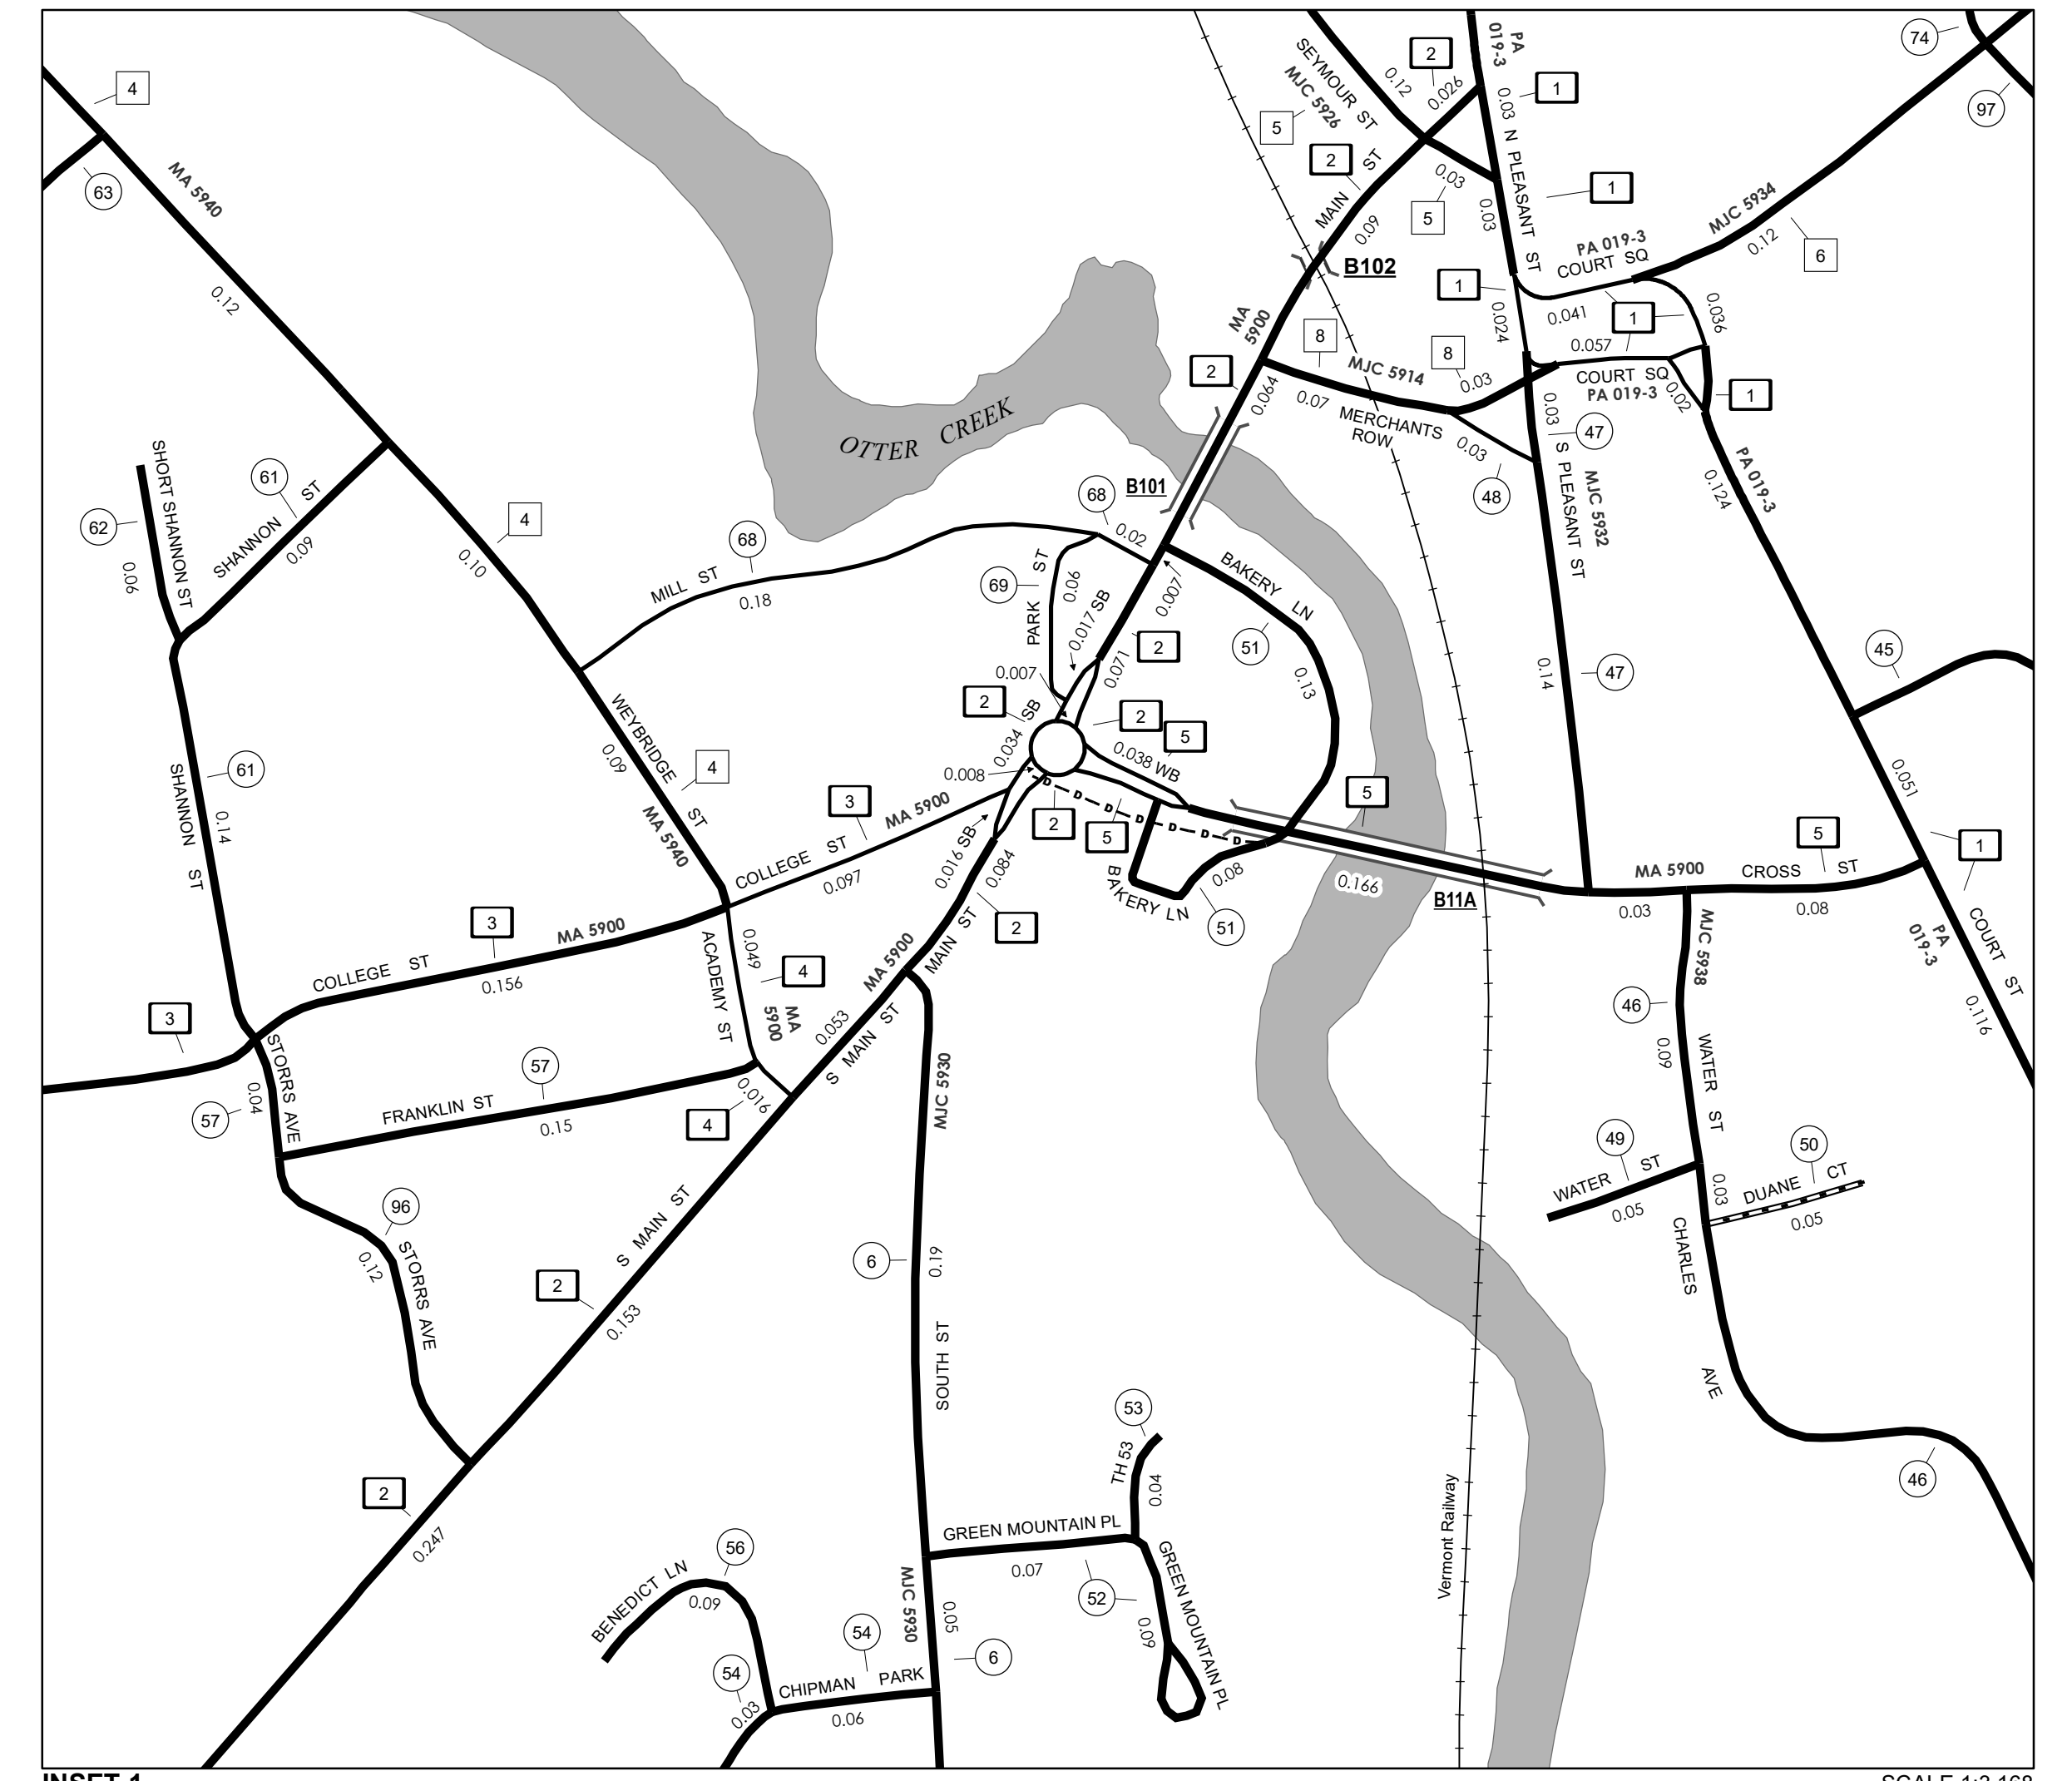 4
63
MA 5940
0.12
SEYMOUR ST
MJC 5926
0.12
2
0.026
PA
019-3
1
0.03
N PLEASANT ST
74
97
5
2
MAIN ST
0.09
0.03
5
0.03
1
MJC 5934
0.12
6
B102
PA 019-3
COURT SQ
1
0.041
0.024
1
0.036
0.057
COURT SQ
PA 019-3
0.02
1
MA
5900
8
8
MJC 5914
0.03
2
0.064
0.07
MERCHANTS
ROW
0.03
48
0.03
47
S PLEASANT ST
MJC 5932
PA 019-3
0.124
OTTER CREEK
SHORT SHANNON ST
61
SHANNON ST
0.09
62
0.06
4
0.10
68
B101
0.02
68
MILL ST
0.18
69
PARK ST
0.06
0.017 SB
0.007
BAKERY LN
51
0.13
2
0.071
0.007
47
0.14
45
2
SB
0.034
2
5
0.038 WB
WEYBRIDGE ST
0.09
4
MA 5940
61
SHANNON ST
0.14
0.008
D
D
D
D
D
D
D
2
5
5
3
MA 5900
COLLEGE ST
0.097
0.016 SB
0.084
BAKERY LN
0.08
51
0.166
B11A
MA 5900
CROSS ST
5
0.03
0.08
0.051
1
COURT ST
PA
019-3
0.116
3
MA 5900
COLLEGE ST
0.156
3
ACADEMY ST
0.049
4
MA
5900
MA 5900
MAIN ST
2
0.053
S MAIN ST
MJC 5938
46
0.09
WATER ST
STORRS AVE
0.04
57
57
FRANKLIN ST
0.15
0.016
4
MJC 5930
49
WATER ST
0.05
50
DUANE CT
0.05
0.03
CHARLES AVE
46
96
STORRS AVE
0.12
2
S MAIN ST
0.153
6
0.19
SOUTH ST
2
0.247
53
TH 53
0.04
GREEN MOUNTAIN PL
0.07
52
0.09
GREEN MOUNTAIN PL
Vermont Railway
56
BENEDICT LN
0.09
MJC 5930
0.05
6
54
54
0.03
CHIPMAN PARK
0.06
INSET 1
SCALE 1:3,168